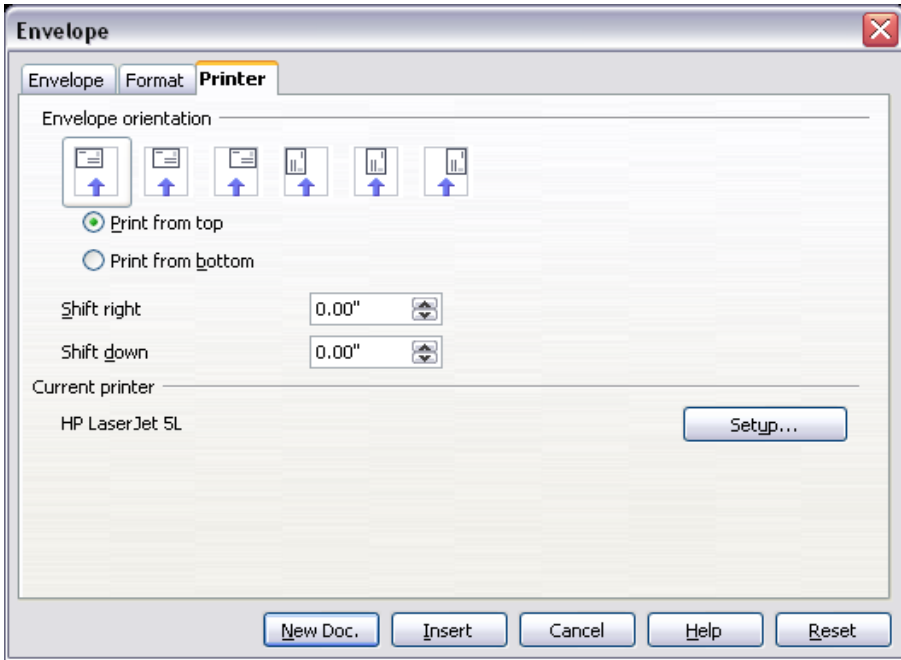 Envelope
Envelope Format Printer
Envelope orientation
Print from top
Print from bottom
Shift right 0.00"
Shift down 0.00"
Current printer
HP LaserJet 5L Setup...
New Doc. Insert Cancel Help Reset